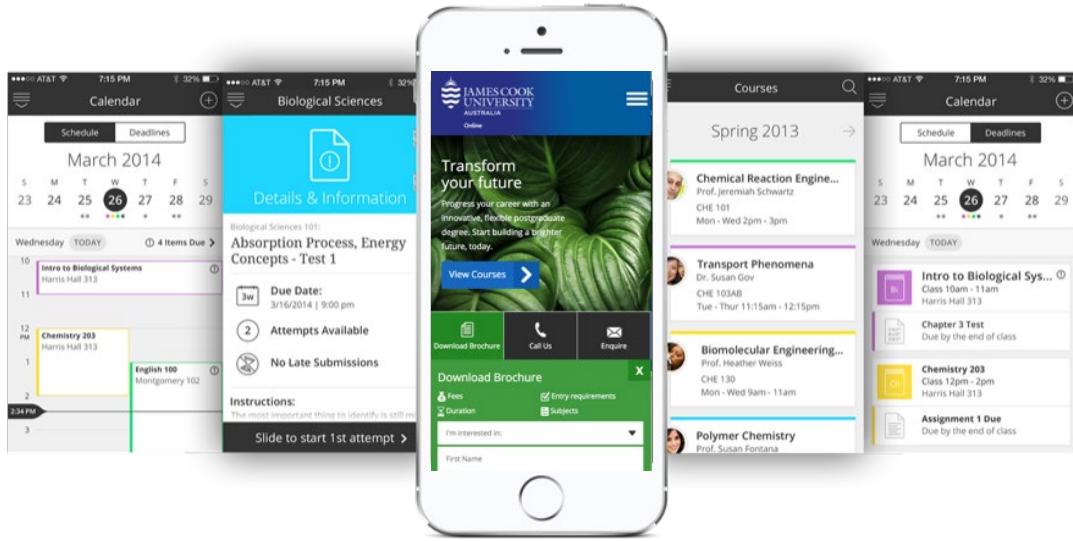 AT&T 7:15 PM 32%
Calendar
Schedule Deadlines
March 2014
S M T W T F S
23 24 25 26 27 28 29
Wednesday TODAY 4 Items Due
10
Intro to Biological Systems
Harris Hall 313
11
12
PM
Chemistry 203
Harris Hall 313
1
English 100
Montgomery 102
2
2:34 PM
3
AT&T 7:15 PM 32%
Biological Sciences
Details & Information
Biological Sciences 101:
Absorption Process, Energy
Concepts - Test 1
3w
Due Date:
3/16/2014 | 9:00 pm
2
Attempts Available
No Late Submissions
Instructions:
The most important thing to identify is still
Slide to start 1st attempt
JAMES COOK
UNIVERSITY
AUSTRALIA
Online
Transform
your future
Progress your career with an
innovative, flexible postgraduate
degree. Start building a brighter
future, today.
View Courses
Download Brochure
Call Us
Enquire
X
Download Brochure
Fees
Entry requirements
Duration
Subjects
I'm interested in:
First Name
Courses
Spring 2013
Chemical Reaction Engine...
Prof. Jeremiah Schwartz
CHE 101
Mon - Wed 2pm - 3pm
Transport Phenomena
Dr. Susan Gov
CHE 103AB
Tue - Thur 11:15am - 12:15pm
Biomolecular Engineering...
Prof. Heather Weiss
CHE 130
Mon - Wed 9am - 11am
Polymer Chemistry
Prof. Susan Fontana
AT&T 7:15 PM 32%
Calendar
Schedule Deadlines
March 2014
S M T W T F S
23 24 25 26 27 28 29
Wednesday TODAY
Bi
Intro to Biological Sys...
Class 10am - 11am
Harris Hall 313
Chapter 3 Test
Due by the end of class
Ch
Chemistry 203
Class 12pm - 2pm
Harris Hall 313
Assignment 1 Due
Due by the end of class